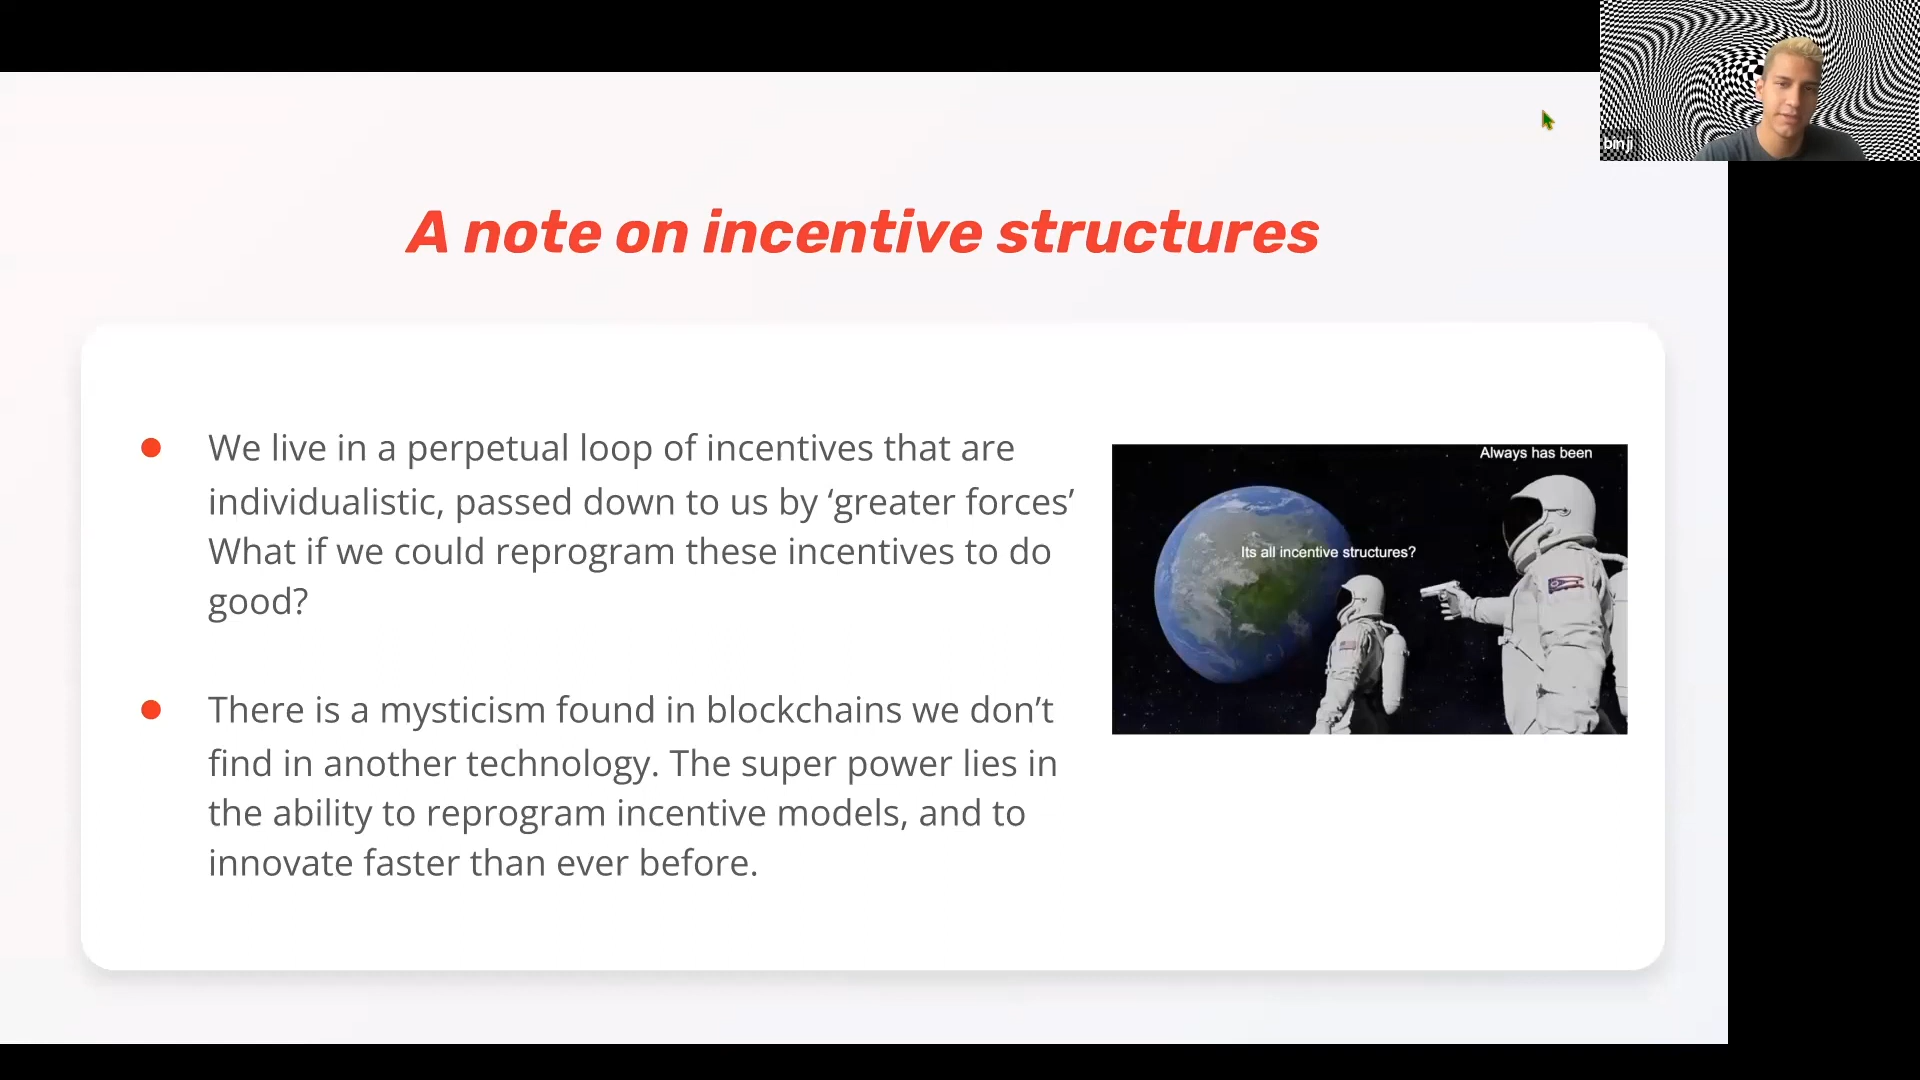 binji
A note on incentive structures
We live in a perpetual loop of incentives that are
individualistic, passed down to us by ‘greater forces’
What if we could reprogram these incentives to do
good?
There is a mysticism found in blockchains we don’t
find in another technology. The super power lies in
the ability to reprogram incentive models, and to
innovate faster than ever before.
Always has been
Its all incentive structures?